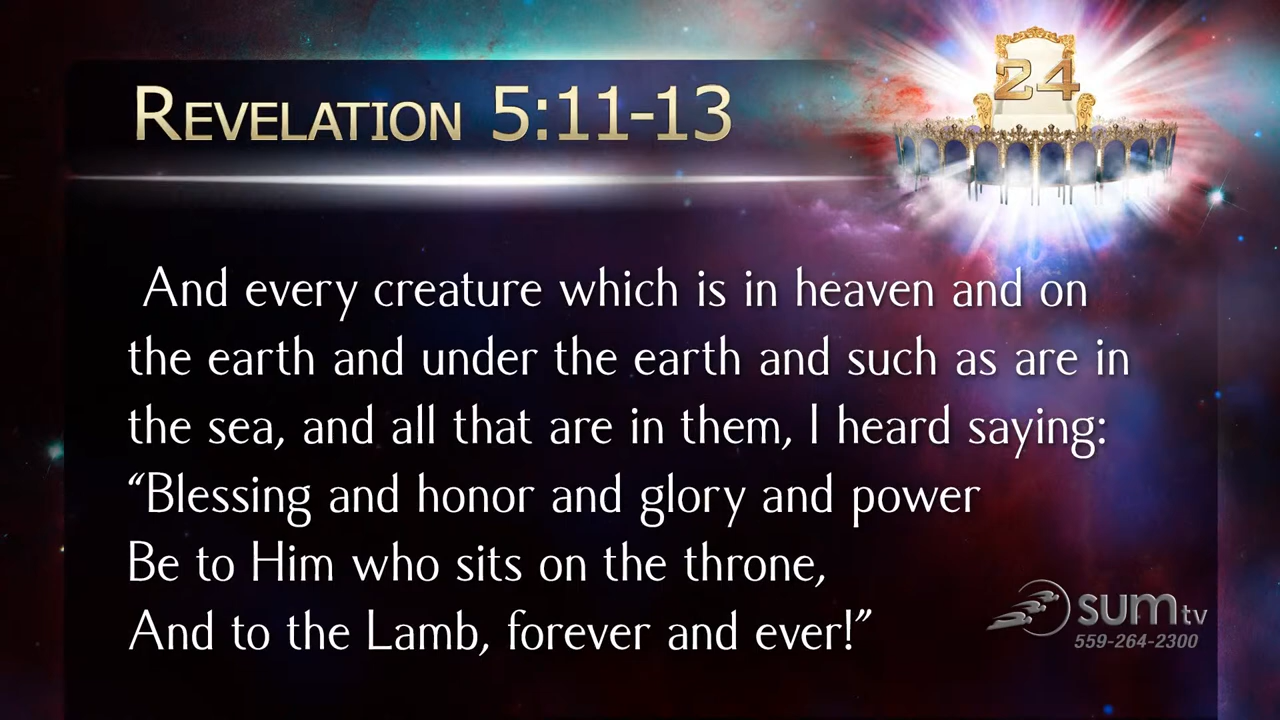 24
REVELATION 5:11-13
And every creature which is in heaven and on
the earth and under the earth and such as are in
the sea, and all that are in them, I heard saying:
“Blessing and honor and glory and power
Be to Him who sits on the throne,
And to the Lamb, forever and ever!”
sumtv
559-264-2300